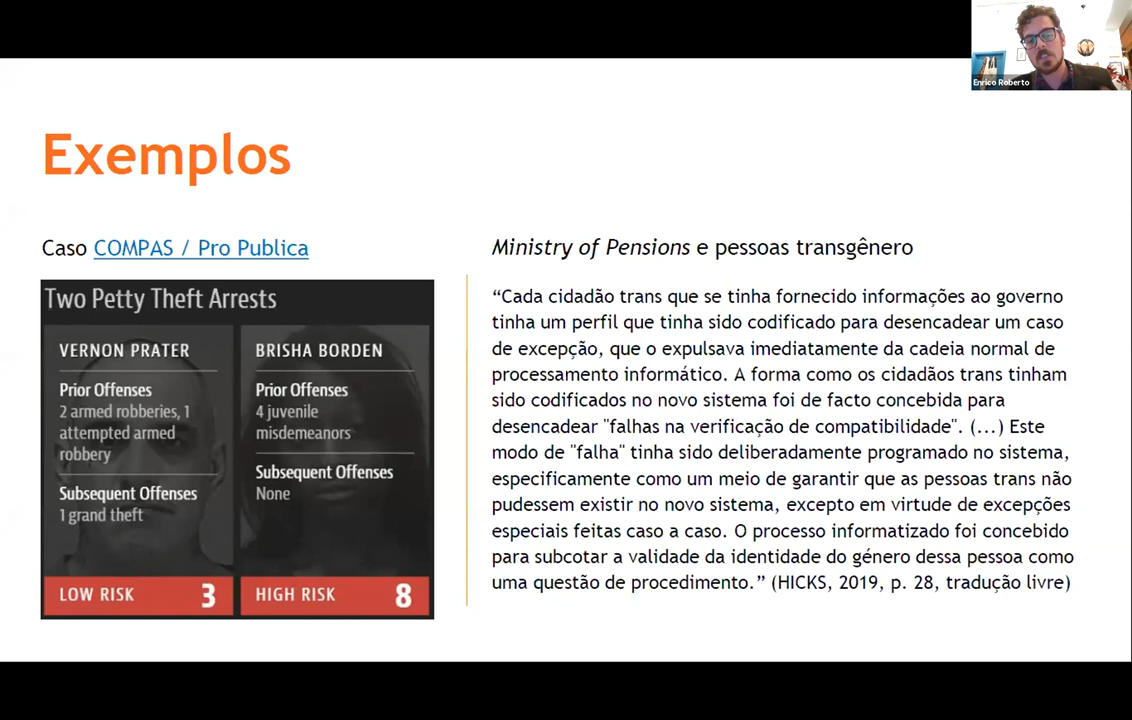 Enrico Roberto
Exemplos
Caso COMPAS / Pro Publica
Two Petty Theft Arrests
VERNON PRATER
Prior Offenses
2 armed robberies, 1
attempted armed
robbery
Subsequent Offenses
1 grand theft
LOW RISK 3
BRISHA BORDEN
Prior Offenses
4 juvenile
misdemeanors
Subsequent Offenses
None
HIGH RISK 8
Ministry of Pensions e pessoas transgênero
“Cada cidadão trans que se tinha fornecido informações ao governo
tinha um perfil que tinha sido codificado para desencadear um caso
de excepção, que o expulsava imediatamente da cadeia normal de
processamento informático. A forma como os cidadãos trans tinham
sido codificados no novo sistema foi de facto concebida para
desencadear "falhas na verificação de compatibilidade". (...) Este
modo de "falha" tinha sido deliberadamente programado no sistema,
especificamente como um meio de garantir que as pessoas trans não
pudessem existir no novo sistema, excepto em virtude de excepções
especiais feitas caso a caso. O processo informatizado foi concebido
para subcotar a validade da identidade do género dessa pessoa como
uma questão de procedimento.” (HICKS, 2019, p. 28, tradução livre)